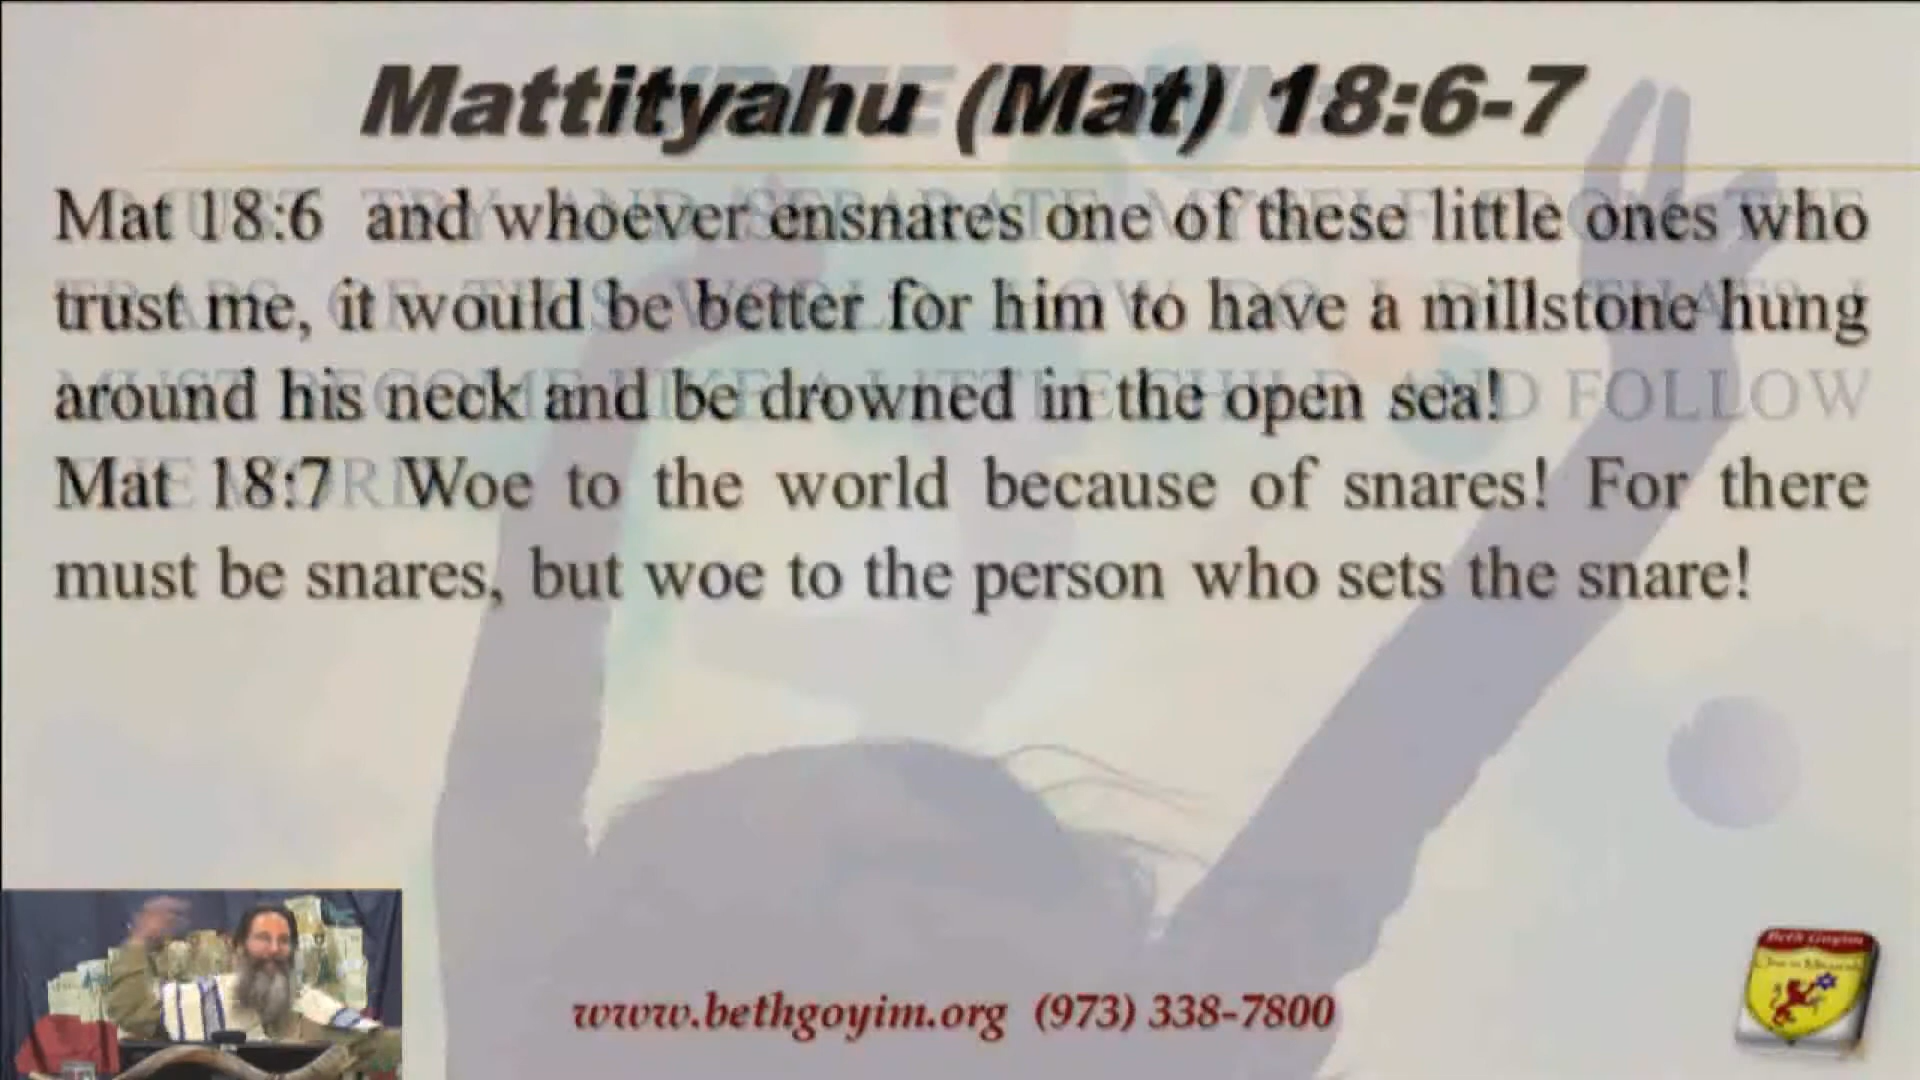 Mattityahu (Mat) 18:6-7
Mat 18:6 and whoever ensnares one of these little ones who
trust me, it would be better for him to have a millstone hung
around his neck and be drowned in the open sea!
Mat 18:7 Woe to the world because of snares! For there
must be snares, but woe to the person who sets the snare!
www.bethgoyim.org (973) 338-7800
Beth Goyim